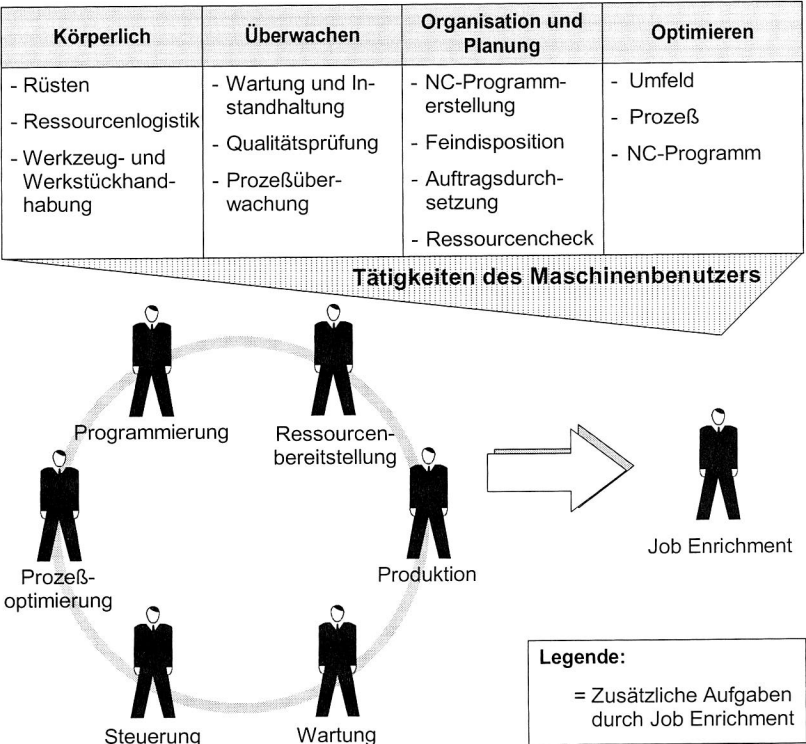 Körperlich
Überwachen
Organisation und
Planung
Optimieren
- Rüsten
- Ressourcenlogistik
- Werkzeug- und
Werkstückhand-
habung
- Wartung und In-
standhaltung
- Qualitätsprüfung
- Prozeßüber-
wachung
- NC-Programm-
erstellung
- Feindisposition
- Auftragsdurch-
setzung
- Ressourcencheck
- Umfeld
- Prozeß
- NC-Programm
Tätigkeiten des Maschinenbenutzers
Programmierung
Ressourcen-
bereitstellung
Prozeß-
optimierung
Produktion
Steuerung
Wartung
Job Enrichment
Legende:
= Zusätzliche Aufgaben
durch Job Enrichment